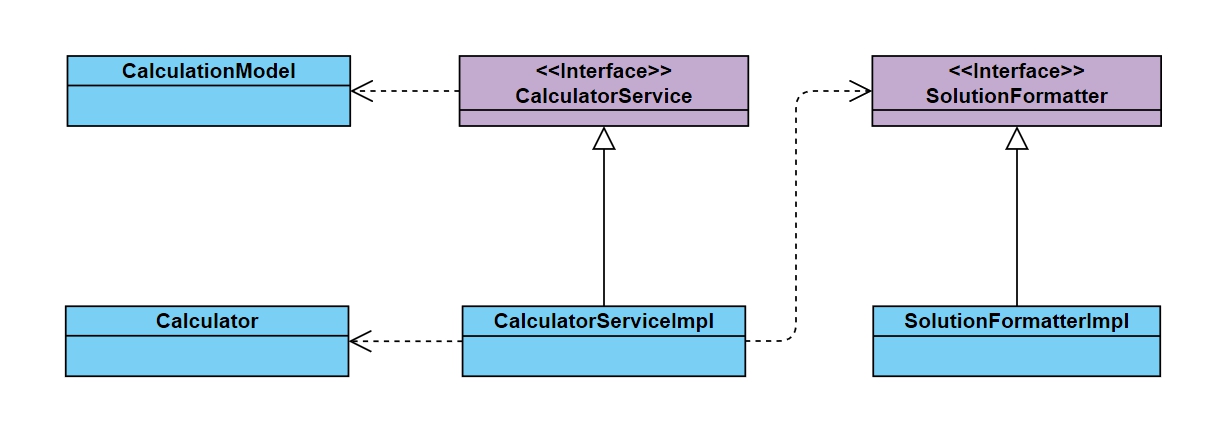 CalculationModel
<<Interface>>
CalculatorService
<<Interface>>
SolutionFormatter
Calculator
CalculatorServiceImpl
SolutionFormatterImpl